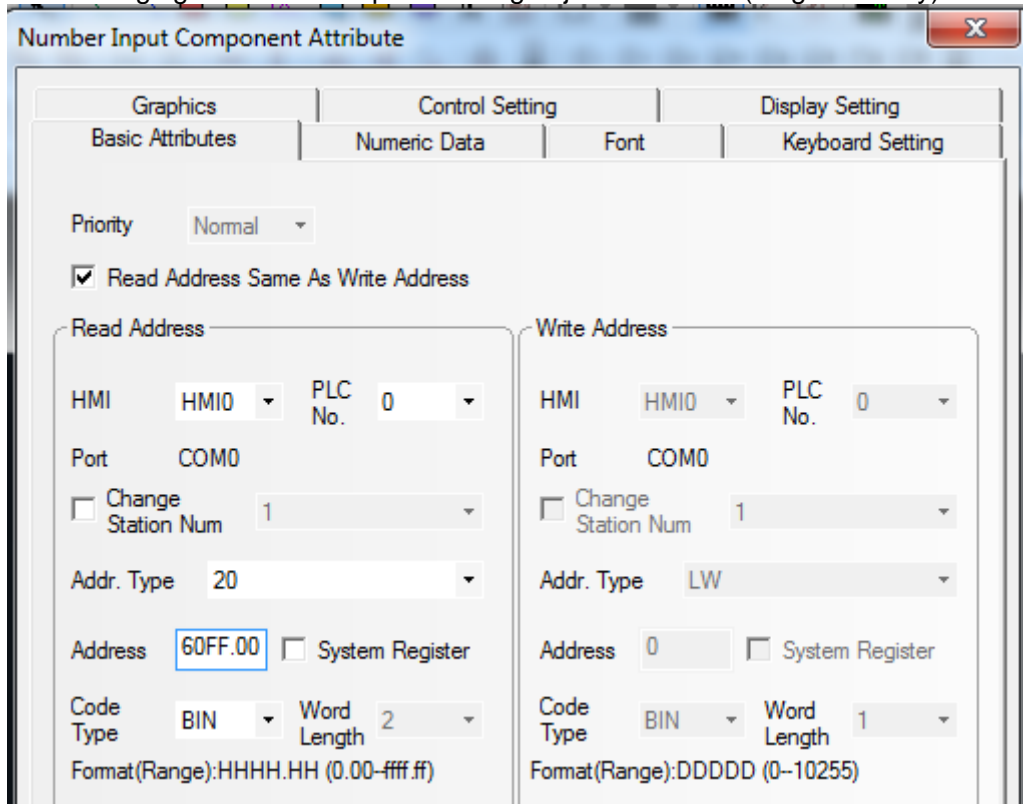 Number Input Component Attribute
Graphics Control Setting Display Setting
Basic Attributes Numeric Data Font Keyboard Setting
Priority Normal
Read Address Same As Write Address
Read Address
HMI HMI0 PLC No. 0
Port COM0
Change Station Num 1
Addr. Type 20
Address 60FF.00 System Register
Code Type BIN Word Length 2
Format(Range):HHHH.HH (0.00--ffff.ff)
Write Address
HMI HMI0 PLC No. 0
Port COM0
Change Station Num 1
Addr. Type LW
Address 0 System Register
Code Type BIN Word Length 1
Format(Range):DDDDD (0--10255)